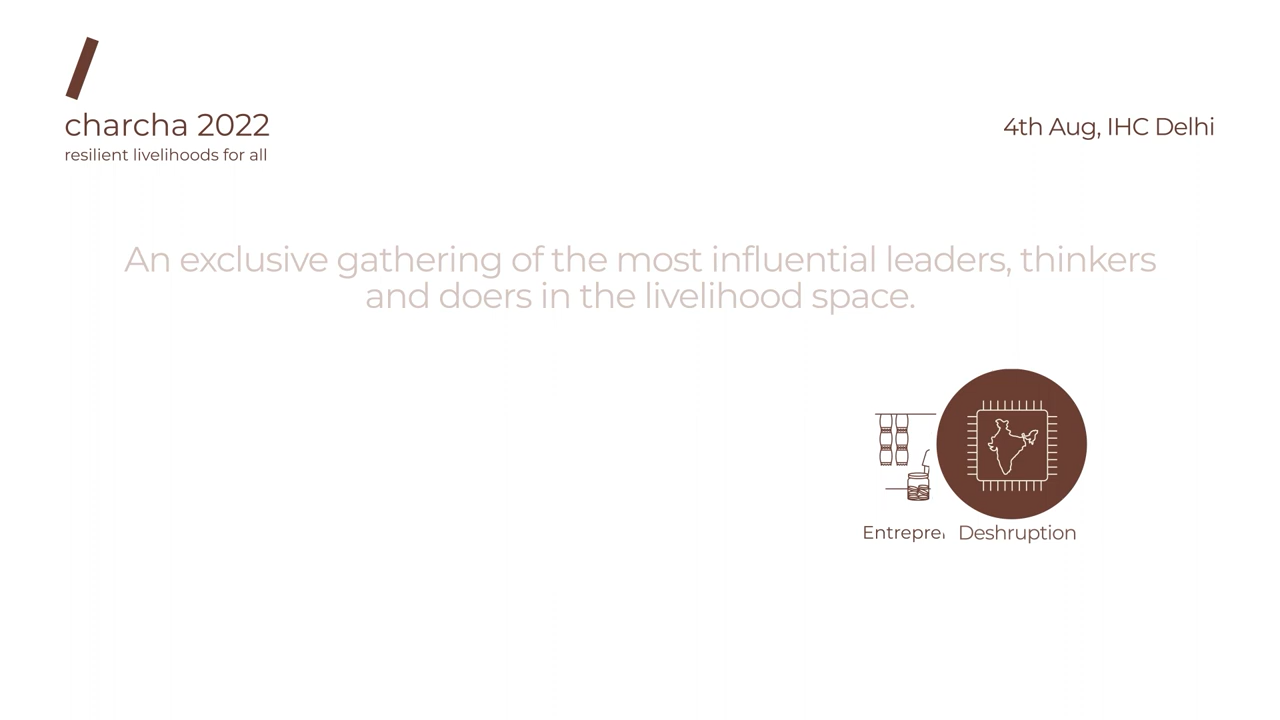 charcha 2022
resilient livelihoods for all
4th Aug, IHC Delhi
An exclusive gathering of the most influential leaders, thinkers
and doers in the livelihood space.
Deshruption